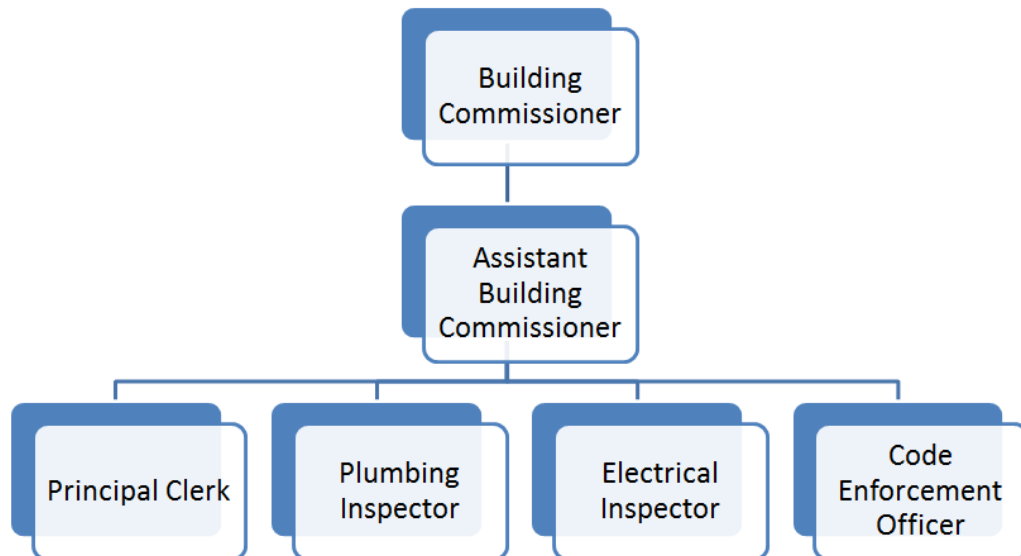 Building
Commissioner
Assistant
Building
Commissioner
Principal Clerk
Plumbing
Inspector
Electrical
Inspector
Code
Enforcement
Officer